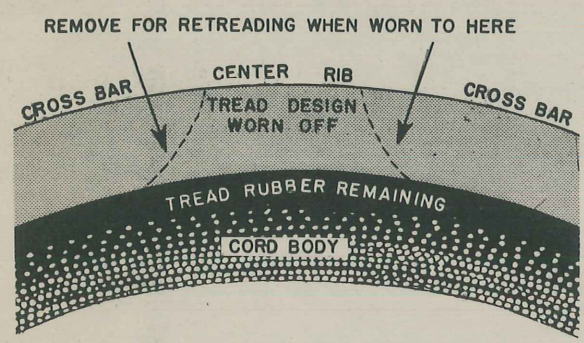 REMOVE FOR RETREADING WHEN WORN TO HERE
CROSS BAR
CENTER RIB
CROSS BAR
TREAD DESIGN
WORN OFF
TREAD RUBBER REMAINING
CORD BODY